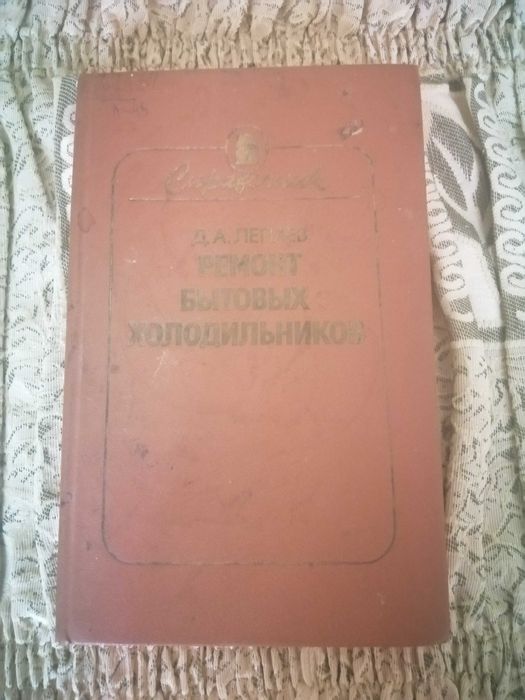 Справочник
Д. А. ЛЕПАЕВ
РЕМОНТ
БЫТОВЫХ
ХОЛОДИЛЬНИКОВ